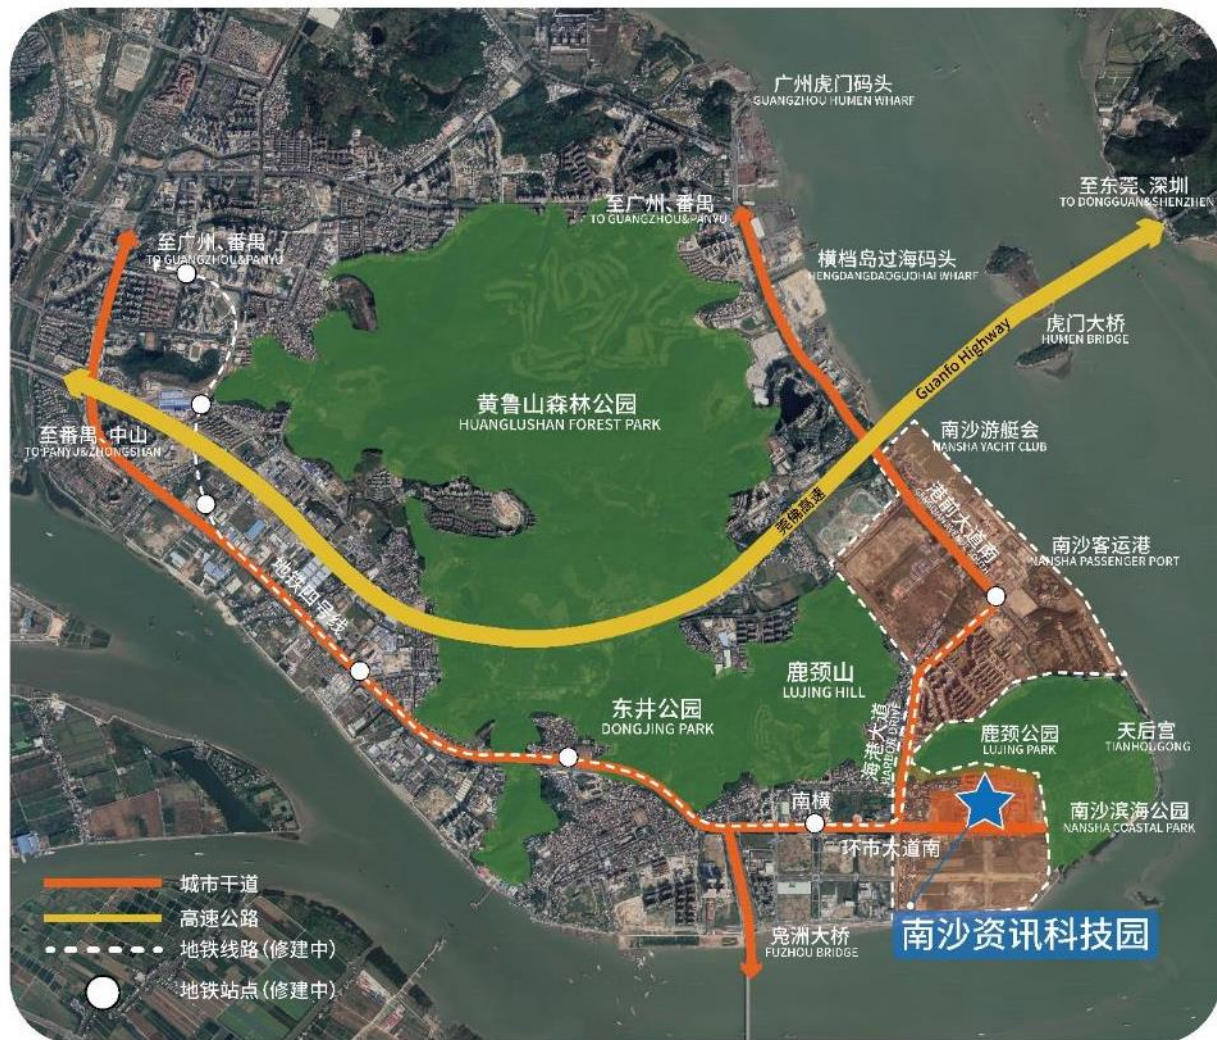 广州虎门码头
GUANGZHOU HUMEN WHARF
至东莞、深圳
TO DONGGUAN&SHENZHEN
至广州、番禺
TO GUANGZHOU&PANYU
至广州、番禺
TO GUANGZHOU&PANYU
横档岛过海码头
HENGDANGDAOGUOHAI WHARF
虎门大桥
HUMEN BRIDGE
Guanfo Highway
莞佛高速
黄鲁山森林公园
HUANGLUSHAN FOREST PARK
至番禺、中山
TO PANYU&ZHONGSHAN
南沙游艇会
NANSHA YACHT CLUB
港前大道南
南沙客运港
NANSHA PASSENGER PORT
地铁四号线
鹿颈山
LUJING HILL
东井公园
DONGJING PARK
海港大道
HARBOR DRIVE
鹿颈公园
LUJING PARK
天后宫
TIANHOUGONG
南横
南沙滨海公园
NANSHA COASTAL PARK
环市大道南
凫洲大桥
FUZHOU BRIDGE
南沙资讯科技园
城市干道
高速公路
地铁线路(修建中)
地铁站点(修建中)